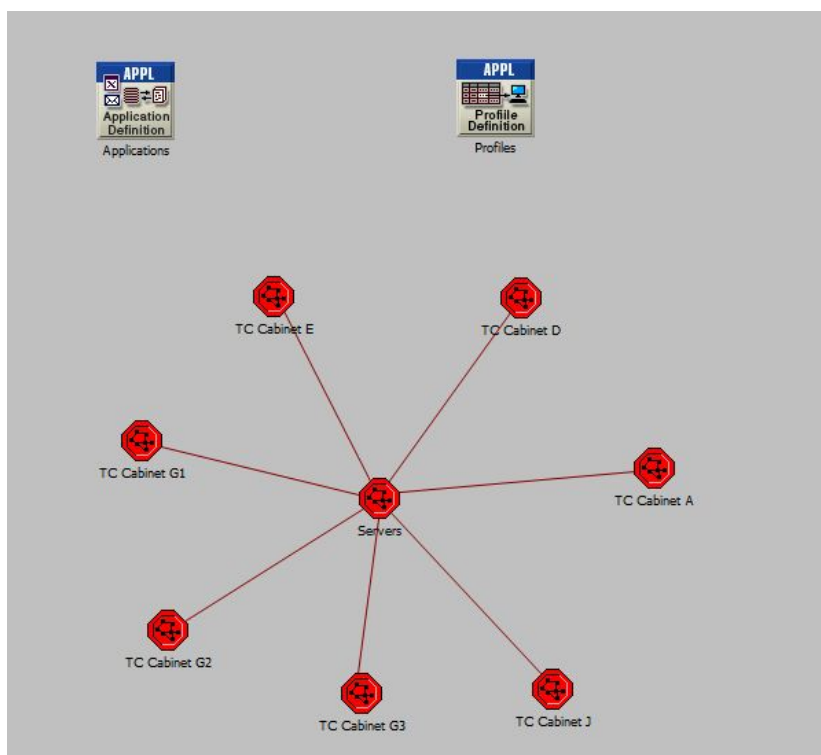 APPL
Application
Definition
Applications
APPL
Profiile
Definition
Profiles
TC Cabinet E
TC Cabinet D
TC Cabinet G1
TC Cabinet A
Servers
TC Cabinet G2
TC Cabinet G3
TC Cabinet J